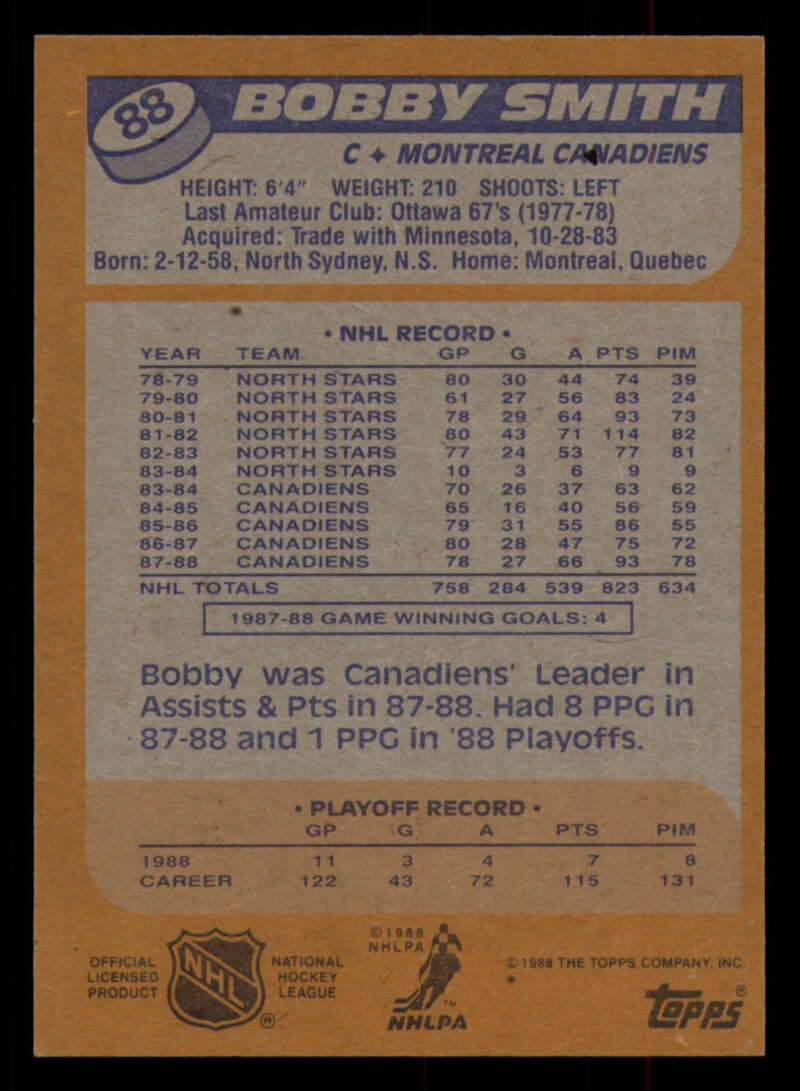 88
BOBBY SMITH
C ♦ MONTREAL CANADIENS
HEIGHT: 6'4" WEIGHT: 210 SHOOTS: LEFT
Last Amateur Club: Ottawa 67's (1977-78)
Acquired: Trade with Minnesota, 10-28-83
Born: 2-12-58, North Sydney, N.S. Home: Montreal, Quebec
• NHL RECORD •
YEAR TEAM GP G A PTS PIM
78-79 NORTH STARS 80 30 44 74 39
79-80 NORTH STARS 61 27 56 83 24
80-81 NORTH STARS 78 29 64 93 73
81-82 NORTH STARS 80 43 71 114 82
82-83 NORTH STARS 77 24 53 77 81
83-84 NORTH STARS 10 3 6 9 9
83-84 CANADIENS 70 26 37 63 62
84-85 CANADIENS 65 16 40 56 59
85-86 CANADIENS 79 31 55 86 55
86-87 CANADIENS 80 28 47 75 72
87-88 CANADIENS 78 27 66 93 78
NHL TOTALS 758 284 539 823 634
1987-88 GAME WINNING GOALS: 4
Bobby was Canadiens' Leader in
Assists & Pts in 87-88. Had 8 PPG in
87-88 and 1 PPG in '88 Playoffs.
• PLAYOFF RECORD •
GP G A PTS PIM
1988 11 3 4 7 8
CAREER 122 43 72 115 131
OFFICIAL
LICENSED
PRODUCT
NHL
®
NATIONAL
HOCKEY
LEAGUE
© 1988
NHLPA
™
NHLPA
© 1988 THE TOPPS COMPANY, INC.
*
topps®